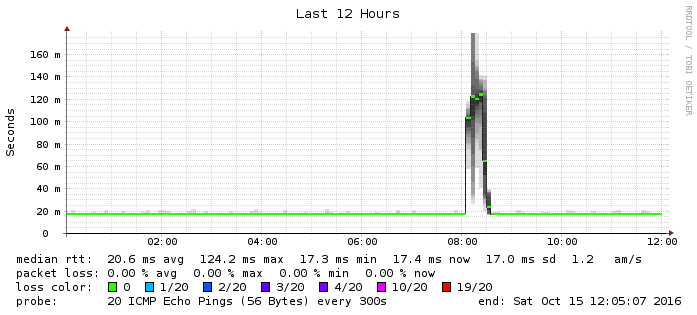 Last 12 Hours
RRDTOOL / TOBI OETIKER
Seconds
160 m
140 m
120 m
100 m
80 m
60 m
40 m
20 m
0
02:00 04:00 06:00 08:00 10:00 12:00
median rtt: 20.6 ms avg 124.2 ms max 17.3 ms min 17.4 ms now 17.0 ms sd 1.2 am/s
packet loss: 0.00 % avg 0.00 % max 0.00 % min 0.00 % now
loss color: 0 1/20 2/20 3/20 4/20 10/20 19/20
probe: 20 ICMP Echo Pings (56 Bytes) every 300s end: Sat Oct 15 12:05:07 2016